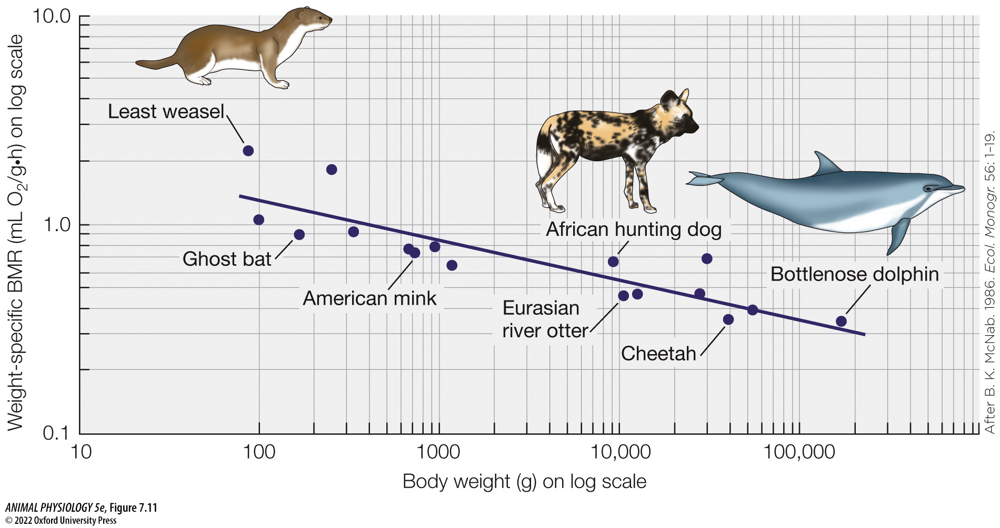 10.0
1.0
0.1
Weight-specific BMR (mL O₂/g•h) on log scale
Least weasel
Ghost bat
American mink
African hunting dog
Eurasian
river otter
Cheetah
Bottlenose dolphin
10
100
1000
10,000
100,000
Body weight (g) on log scale
After B. K. McNab. 1986. Ecol. Monogr. 56: 1–19.
ANIMAL PHYSIOLOGY 5e, Figure 7.11
© 2022 Oxford University Press